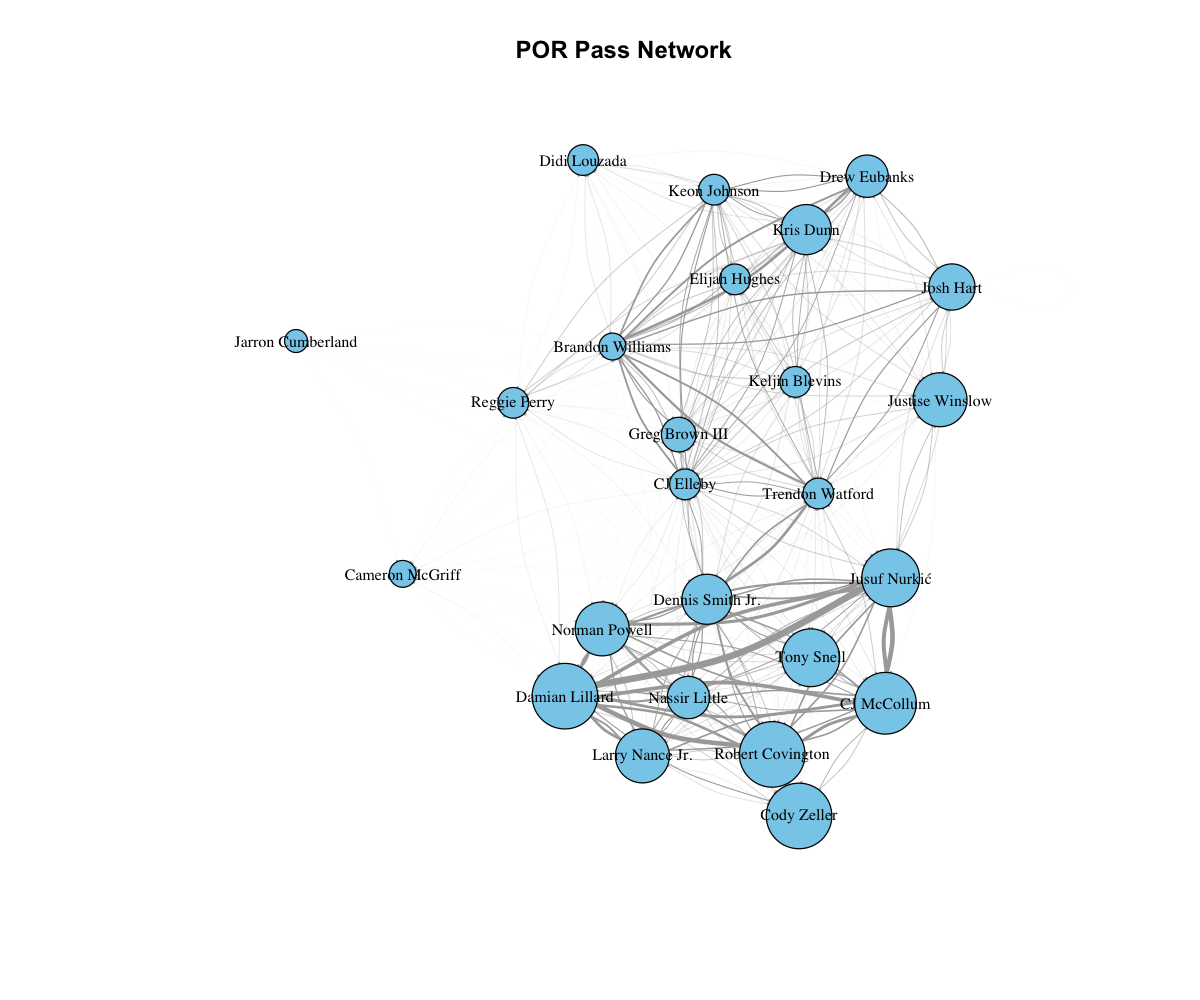 POR Pass Network
Didi Louzada
Drew Eubanks
Keon Johnson
Kris Dunn
Elijah Hughes
Josh Hart
Jarron Cumberland
Brandon Williams
Keljin Blevins
Reggie Perry
Justise Winslow
Greg Brown III
CJ Elleby
Trendon Watford
Cameron McGriff
Jusuf Nurkić
Dennis Smith Jr.
Norman Powell
Tony Snell
Damian Lillard
Nassir Little
CJ McCollum
Larry Nance Jr.
Robert Covington
Cody Zeller